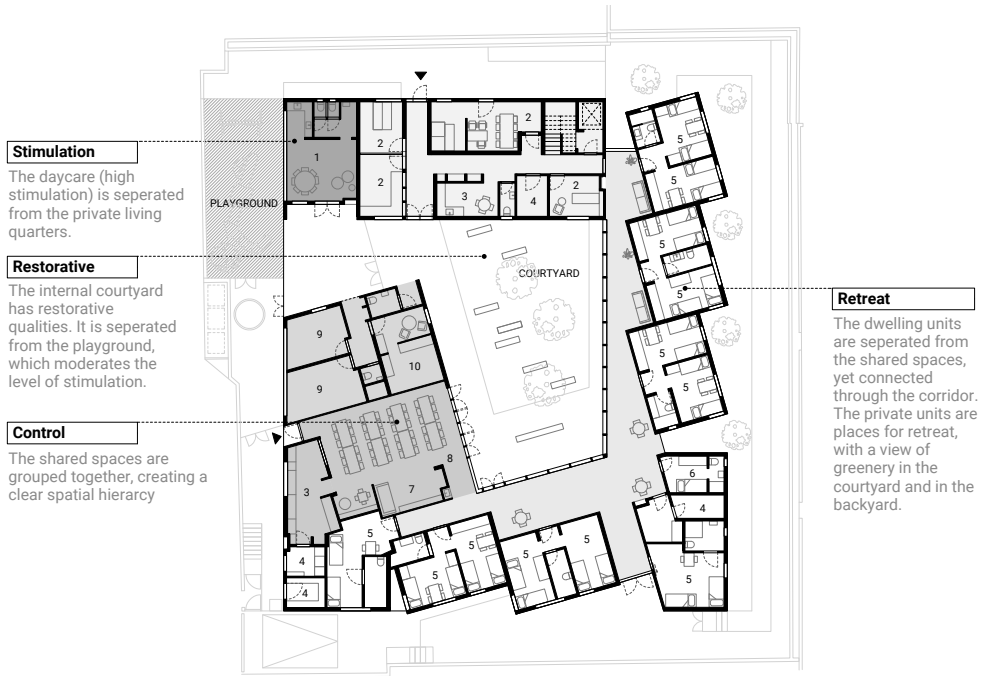 Stimulation
The daycare (high
stimulation) is seperated
from the private living
quarters.
Restorative
The internal courtyard
has restorative
qualities. It is seperated
from the playground,
which moderates the
level of stimulation.
Control
The shared spaces are
grouped together, creating a
clear spatial hierarcy
PLAYGROUND
1
2
2
2
3
4
2
COURTYARD
9
9
10
3
8
7
4
4
5
5
5
5
5
5
5
5
5
5
5
5
6
4
5
Retreat
The dwelling units
are seperated from
the shared spaces,
yet connected
through the corridor.
The private units are
places for retreat,
with a view of
greenery in the
courtyard and in the
backyard.